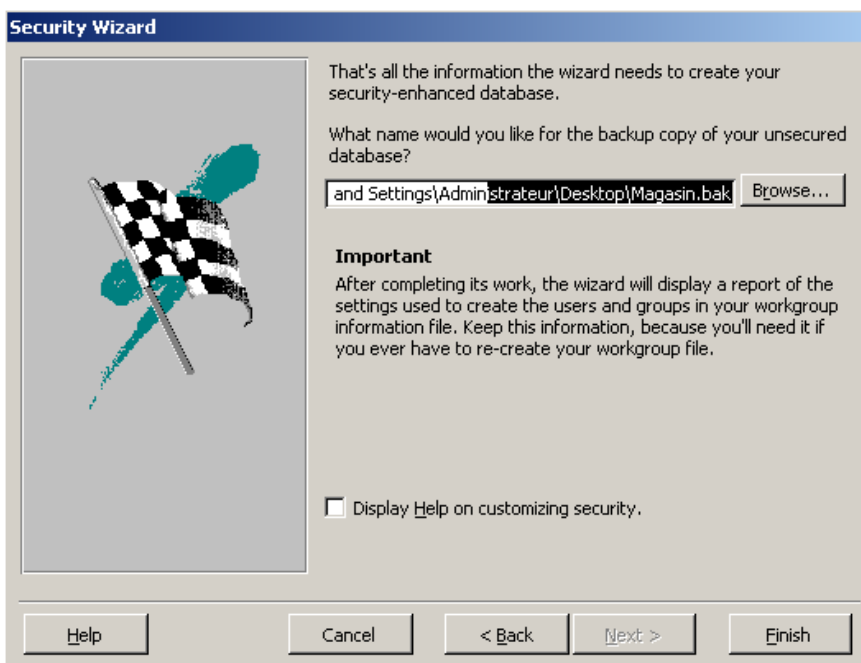 Security Wizard
That's all the information the wizard needs to create your
security-enhanced database.
What name would you like for the backup copy of your unsecured
database?
and Settings\Administrateur\Desktop\Magasin.bak
Browse...
Important
After completing its work, the wizard will display a report of the
settings used to create the users and groups in your workgroup
information file. Keep this information, because you'll need it if
you ever have to re-create your workgroup file.
Display Help on customizing security.
Help
Cancel
< Back
Next >
Finish